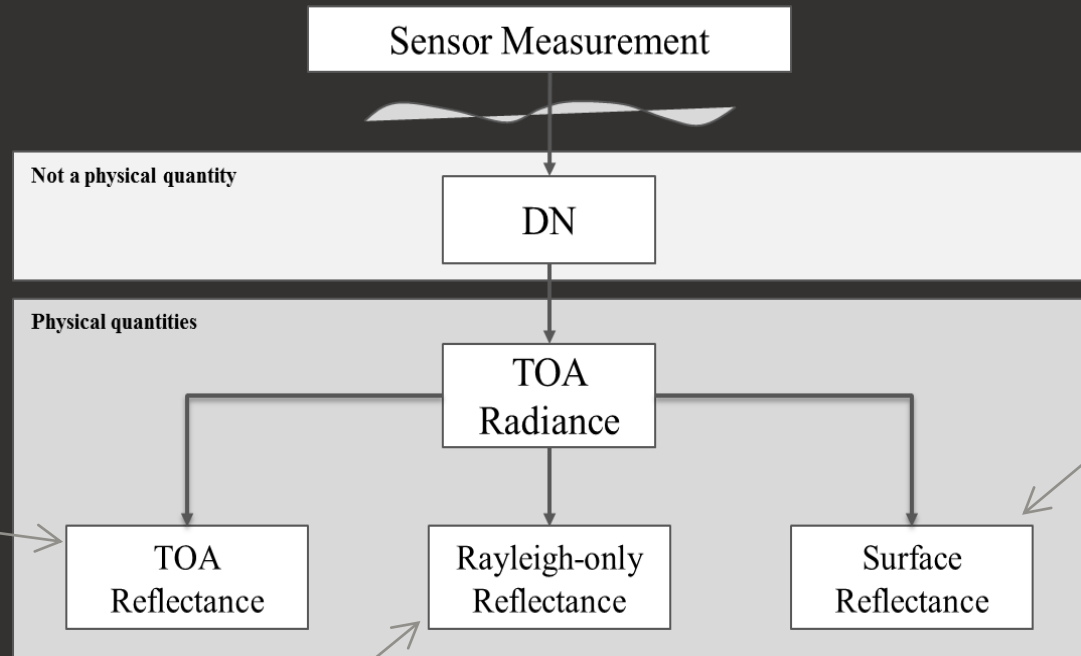 Sensor Measurement
Not a physical quantity
DN
Physical quantities
TOA
Radiance
TOA
Reflectance
Rayleigh-only
Reflectance
Surface
Reflectance